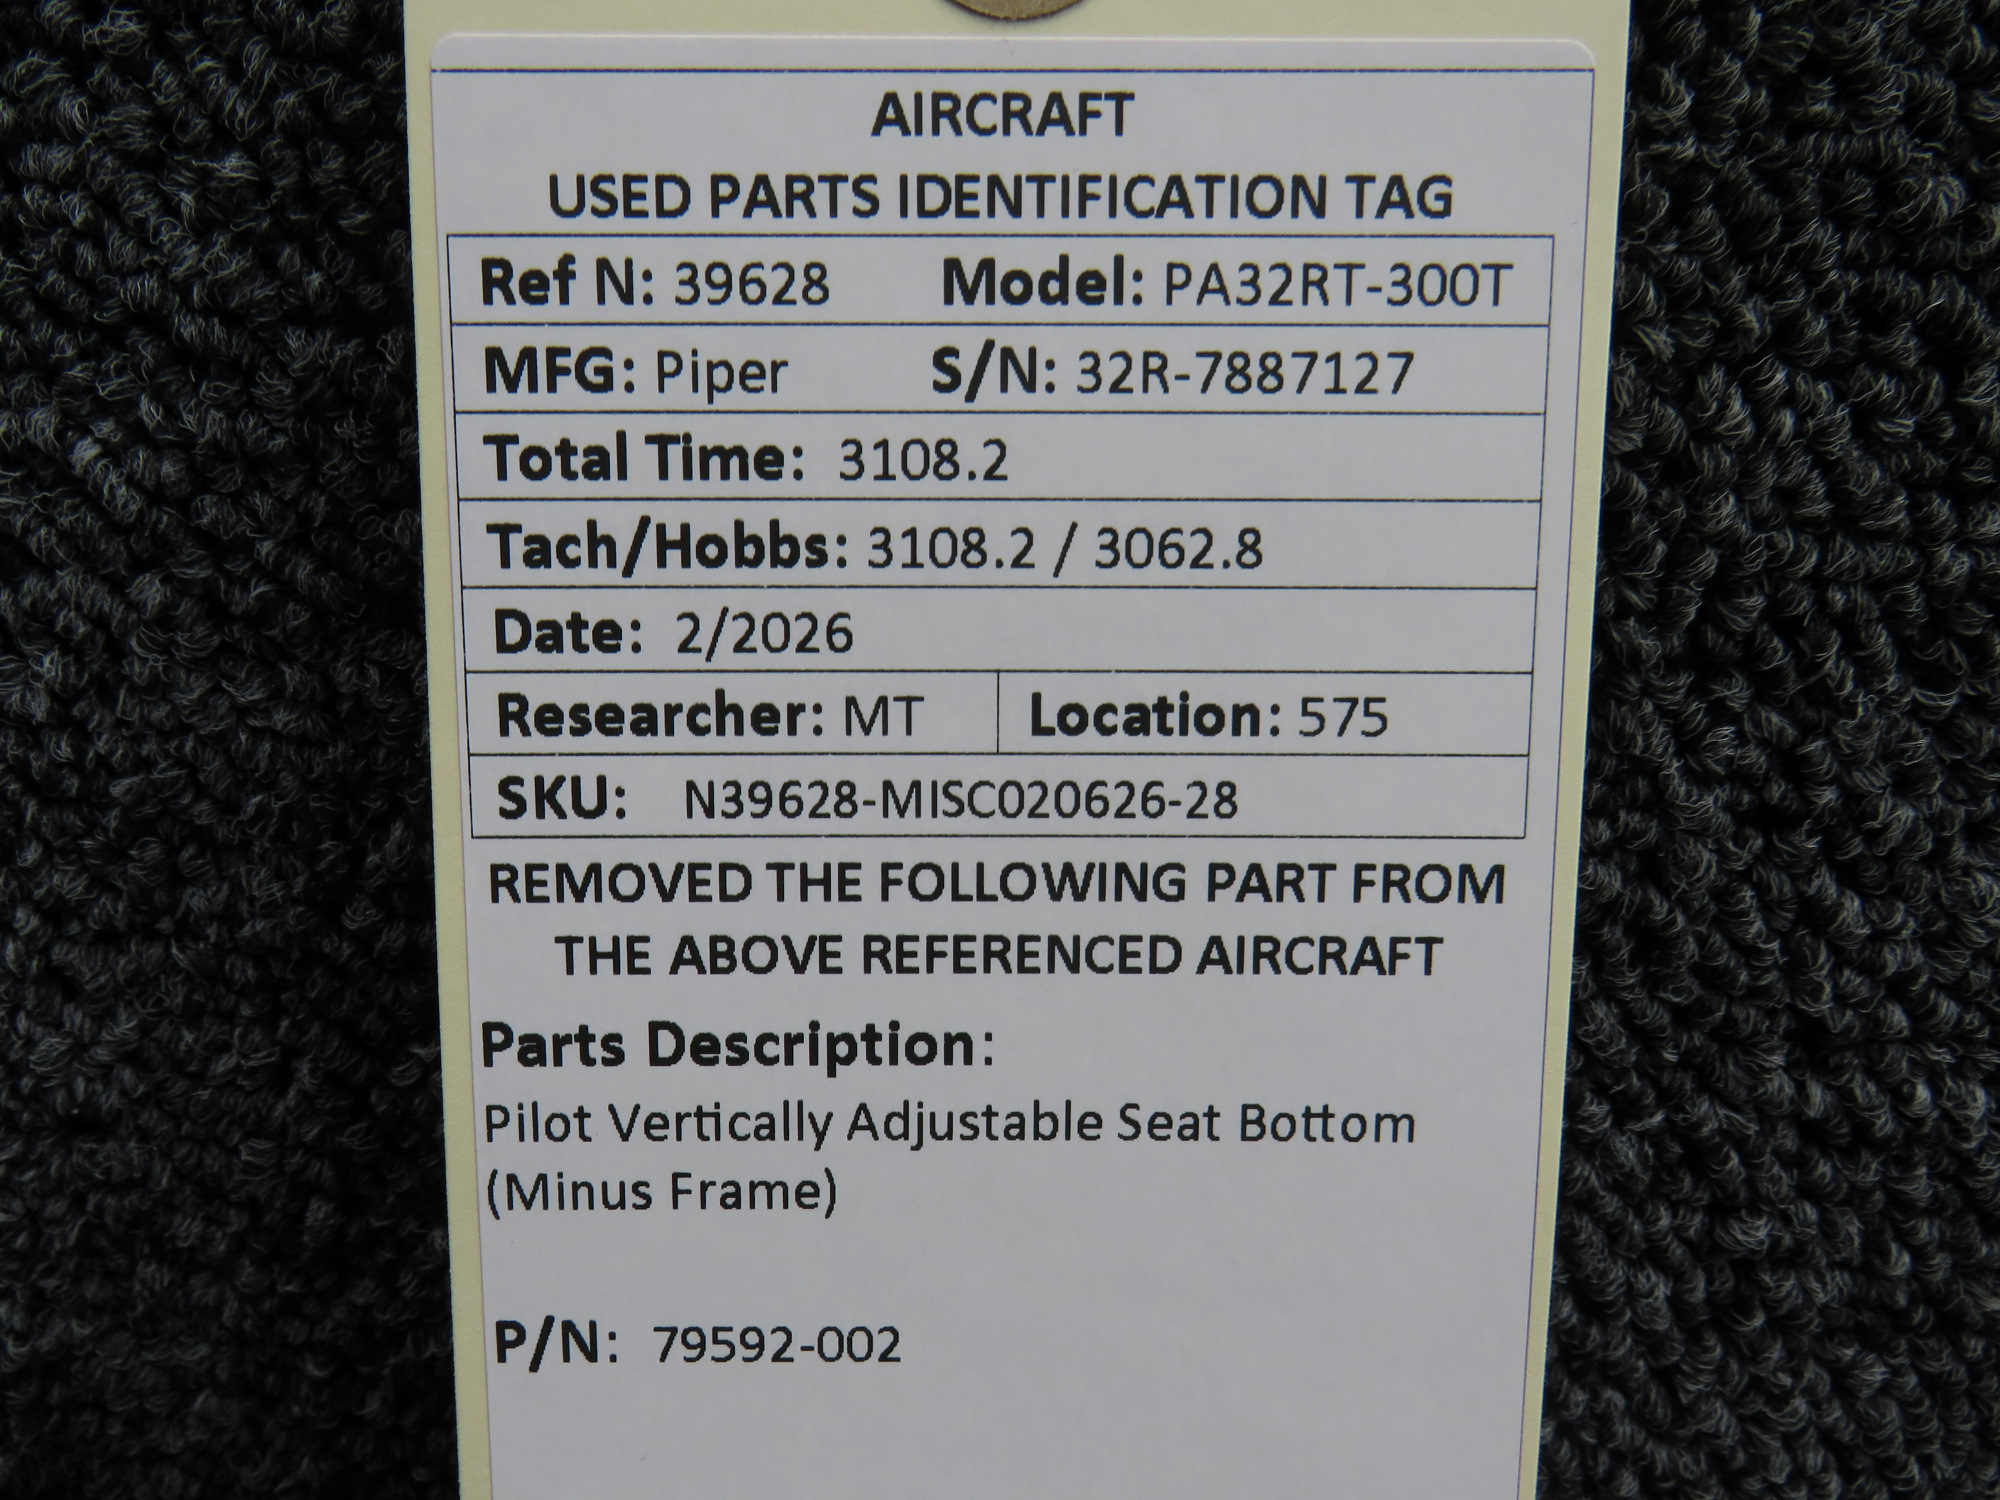 AIRCRAFT
USED PARTS IDENTIFICATION TAG
Ref N: 39628 Model: PA32RT-300T
MFG: Piper S/N: 32R-7887127
Total Time: 3108.2
Tach/Hobbs: 3108.2 / 3062.8
Date: 2/2026
Researcher: MT Location: 575
SKU: N39628-MISC020626-28
REMOVED THE FOLLOWING PART FROM
THE ABOVE REFERENCED AIRCRAFT
Parts Description:
Pilot Vertically Adjustable Seat Bottom
(Minus Frame)
P/N: 79592-002